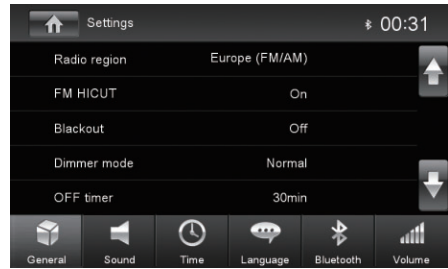 Settings 00:31
Radio region Europe (FM/AM)
FM HICUT On
Blackout Off
Dimmer mode Normal
OFF timer 30min
General Sound Time Language Bluetooth Volume